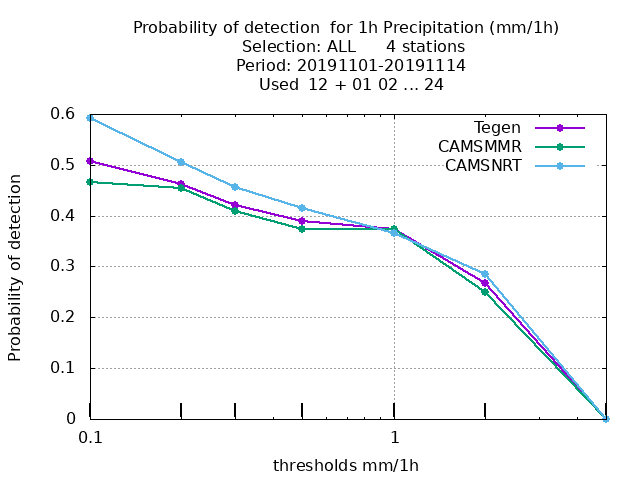 Probability of detection  for 1h Precipitation (mm/1h)
Selection: ALL      4 stations
Period: 20191101-20191114
Used  12 + 01 02 ... 24
Tegen
CAMSMMR
CAMSNRT
Probability of detection
0.6
0.5
0.4
0.3
0.2
0.1
0
0.1
1
thresholds mm/1h